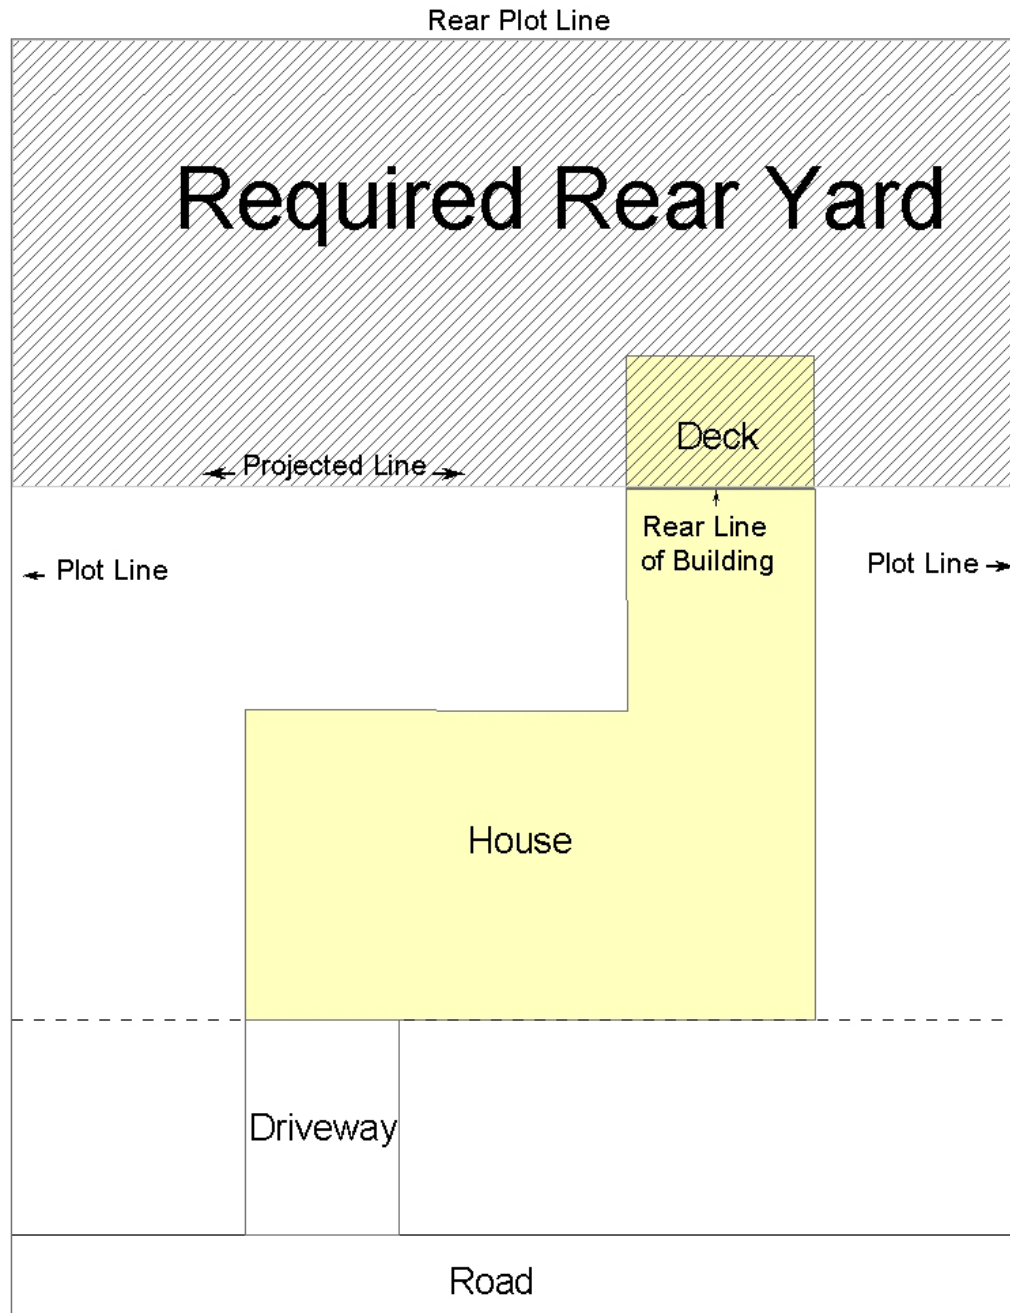 Rear Plot Line
Required Rear Yard
Deck
Projected Line
Rear Line
of Building
Plot Line
Plot Line
House
Driveway
Road